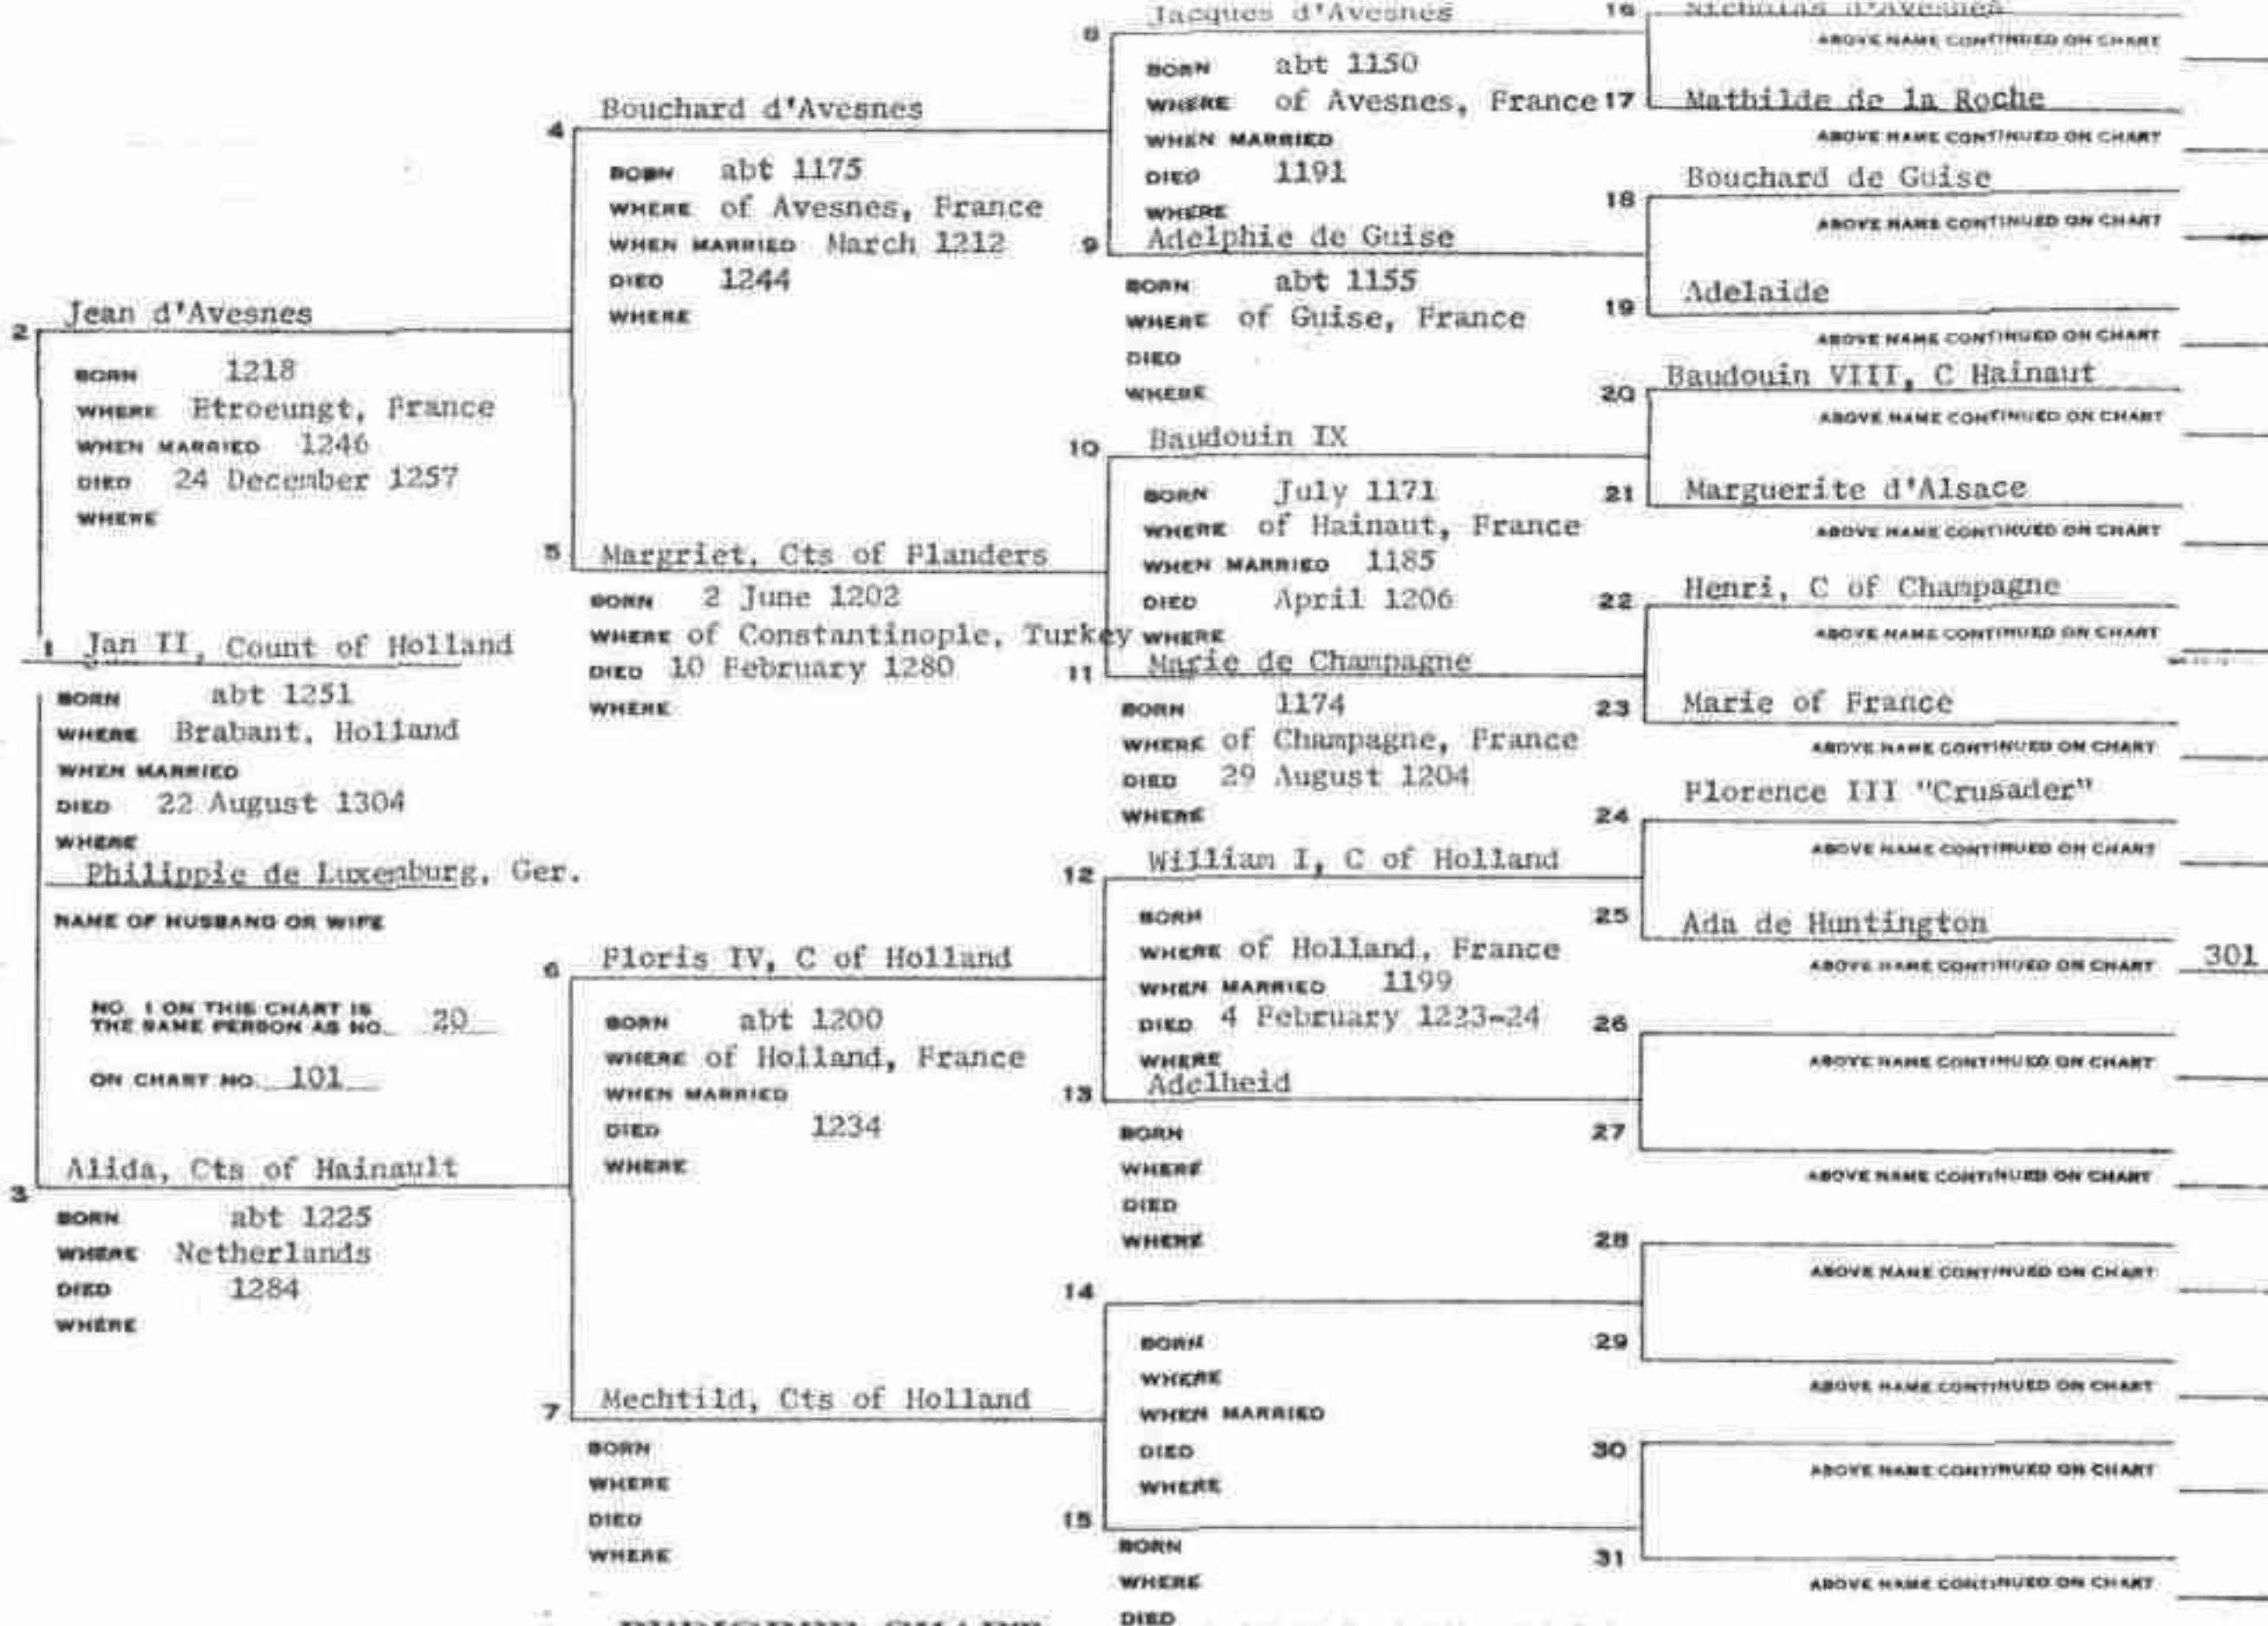 2 Jean d'Avesnes
BORN 1218
WHERE Etroeungt, France
WHEN MARRIED 1246
DIED 24 December 1257
WHERE
1 Jan II, Count of Holland
BORN abt 1251
WHERE Brabant, Holland
WHEN MARRIED
DIED 22 August 1304
WHERE
Philippie de Luxemburg, Ger.
NAME OF HUSBAND OR WIFE
NO. 1 ON THIS CHART IS
THE SAME PERSON AS NO. 20
ON CHART NO. 101
3 Alida, Cts of Hainault
BORN abt 1225
WHERE Netherlands
DIED 1284
WHERE
4 Bouchard d'Avesnes
BORN abt 1175
WHERE of Avesnes, France
WHEN MARRIED March 1212
DIED 1244
WHERE
5 Margriet, Cts of Flanders
BORN 2 June 1202
WHERE of Constantinople, Turkey
DIED 10 February 1280
WHERE
6 Floris IV, C of Holland
BORN abt 1200
WHERE of Holland, France
WHEN MARRIED
DIED 1234
WHERE
7 Mechtild, Cts of Holland
BORN
WHERE
DIED
WHERE
8 Jacques d'Avesnes
BORN abt 1150
WHERE of Avesnes, France
WHEN MARRIED
DIED 1191
WHERE
9 Adelphie de Guise
BORN abt 1155
WHERE of Guise, France
DIED
WHERE
10 Baudouin IX
BORN July 1171
WHERE of Hainaut, France
WHEN MARRIED 1185
DIED April 1206
WHERE
11 Marie de Champagne
BORN 1174
WHERE of Champagne, France
DIED 29 August 1204
WHERE
12 William I, C of Holland
BORN
WHERE of Holland, France
WHEN MARRIED 1199
DIED 4 February 1223-24
WHERE
13 Adelheid
BORN
WHERE
DIED
WHERE
14
BORN
WHERE
WHEN MARRIED
DIED
WHERE
15
BORN
WHERE
DIED
16 Nicholas d'Avesnes
ABOVE NAME CONTINUED ON CHART
17 Mathilde de la Roche
ABOVE NAME CONTINUED ON CHART
18 Bouchard de Guise
ABOVE NAME CONTINUED ON CHART
19 Adelaide
ABOVE NAME CONTINUED ON CHART
20 Baudouin VIII, C Hainaut
ABOVE NAME CONTINUED ON CHART
21 Marguerite d'Alsace
ABOVE NAME CONTINUED ON CHART
22 Henri, C of Champagne
ABOVE NAME CONTINUED ON CHART
23 Marie of France
ABOVE NAME CONTINUED ON CHART
24 Florence III "Crusader"
ABOVE NAME CONTINUED ON CHART
25 Ada de Huntington
ABOVE NAME CONTINUED ON CHART 301
26
ABOVE NAME CONTINUED ON CHART
27
ABOVE NAME CONTINUED ON CHART
28
ABOVE NAME CONTINUED ON CHART
29
ABOVE NAME CONTINUED ON CHART
30
ABOVE NAME CONTINUED ON CHART
31
ABOVE NAME CONTINUED ON CHART